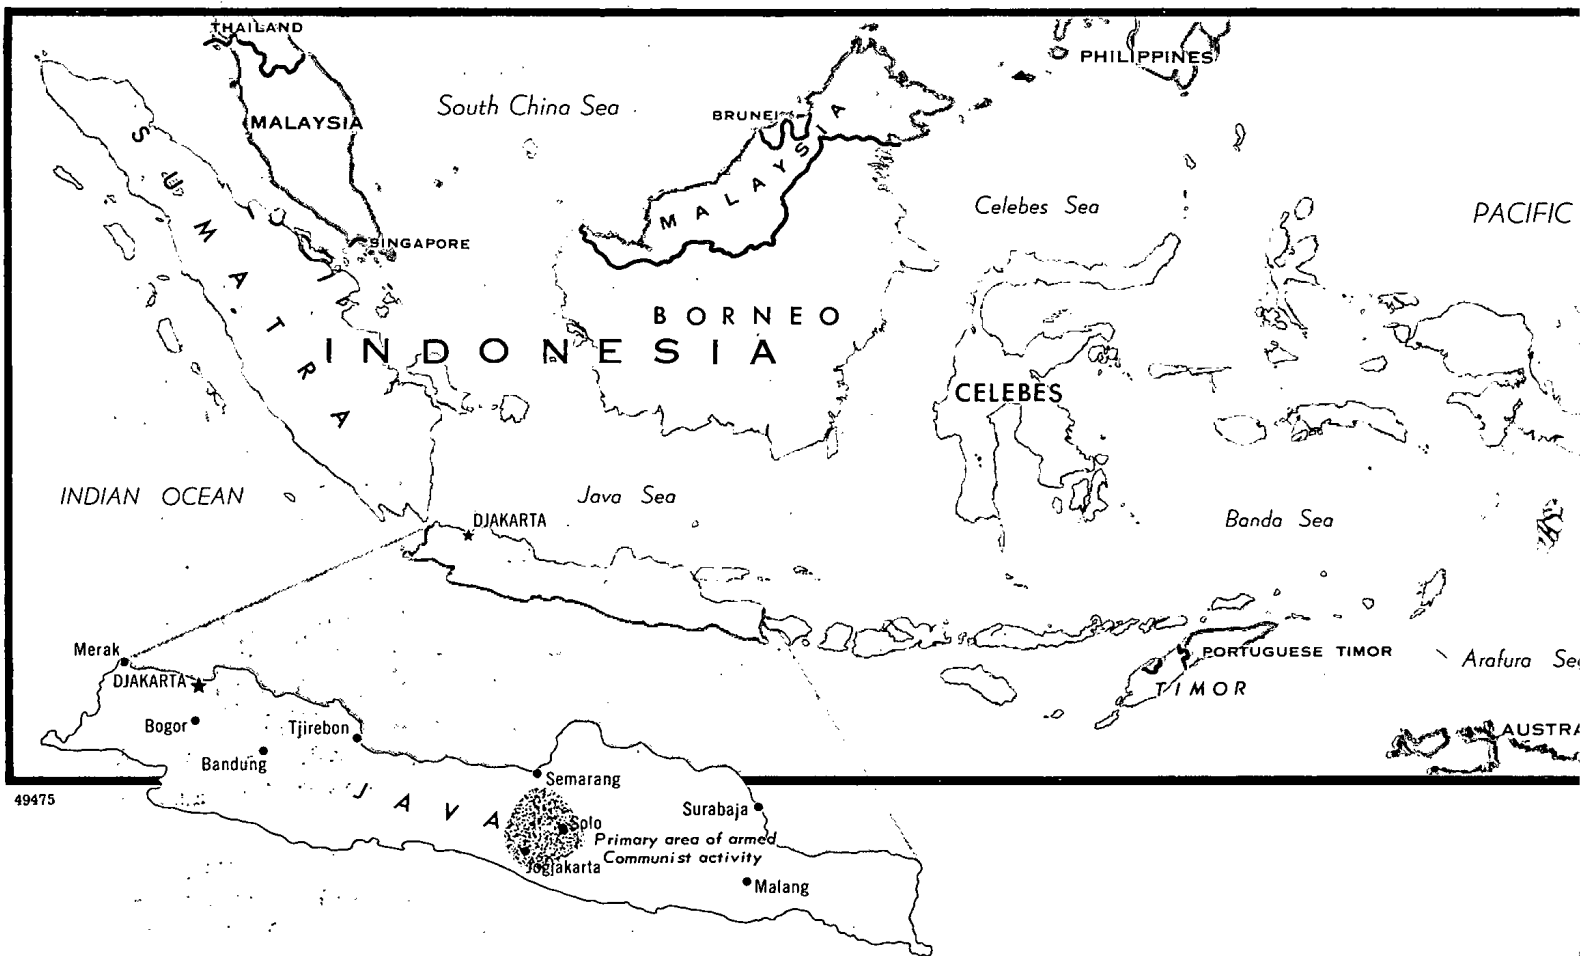 THAILAND
PHILIPPINES
South China Sea
MALAYSIA
BRUNEI
MALAYSIA
SUMATRA
Celebes Sea
PACIFIC
SINGAPORE
BORNEO
INDONESIA
CELEBES
INDIAN OCEAN
Java Sea
DJAKARTA
Banda Sea
Merak
PORTUGUESE TIMOR
Arafura
DJAKARTA
TIMOR
Bogor
Tjirebon
AUSTRA
Bandung
Semarang
49475
JAVA
Surabaja
Solo
Primary area of armed
Communist activity
Jogjakarta
Malang